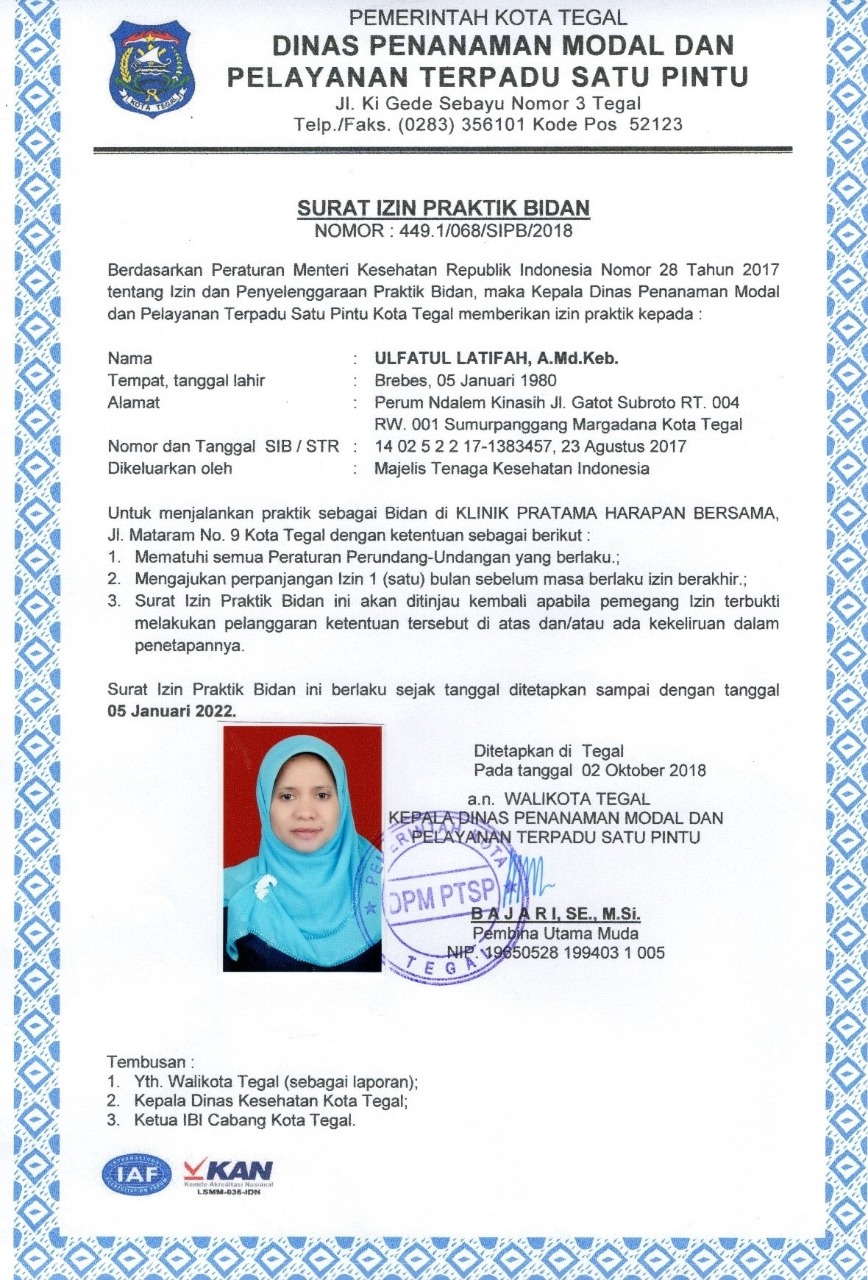 PEMERINTAH KOTA TEGAL
DINAS PENANAMAN MODAL DAN
PELAYANAN TERPADU SATU PINTU
Jl. Ki Gede Sebayu Nomor 3 Tegal
Telp./Faks. (0283) 356101 Kode Pos 52123
KOTA TEGAL
SURAT IZIN PRAKTIK BIDAN
NOMOR : 449.1/068/SIPB/2018
Berdasarkan Peraturan Menteri Kesehatan Republik Indonesia Nomor 28 Tahun 2017
tentang Izin dan Penyelenggaraan Praktik Bidan, maka Kepala Dinas Penanaman Modal
dan Pelayanan Terpadu Satu Pintu Kota Tegal memberikan izin praktik kepada :
Nama : ULFATUL LATIFAH, A.Md.Keb.
Tempat, tanggal lahir : Brebes, 05 Januari 1980
Alamat : Perum Ndalem Kinasih Jl. Gatot Subroto RT. 004
RW. 001 Sumurpanggang Margadana Kota Tegal
Nomor dan Tanggal SIB / STR : 14 02 5 2 2 17-1383457, 23 Agustus 2017
Dikeluarkan oleh : Majelis Tenaga Kesehatan Indonesia
Untuk menjalankan praktik sebagai Bidan di KLINIK PRATAMA HARAPAN BERSAMA,
Jl. Mataram No. 9 Kota Tegal dengan ketentuan sebagai berikut :
1. Mematuhi semua Peraturan Perundang-Undangan yang berlaku.;
2. Mengajukan perpanjangan Izin 1 (satu) bulan sebelum masa berlaku izin berakhir.;
3. Surat Izin Praktik Bidan ini akan ditinjau kembali apabila pemegang Izin terbukti
melakukan pelanggaran ketentuan tersebut di atas dan/atau ada kekeliruan dalam
penetapannya.
Surat Izin Praktik Bidan ini berlaku sejak tanggal ditetapkan sampai dengan tanggal
05 Januari 2022.
Ditetapkan di Tegal
Pada tanggal 02 Oktober 2018
a.n. WALIKOTA TEGAL
KEPALA DINAS PENANAMAN MODAL DAN
PELAYANAN TERPADU SATU PINTU
PEMERINTAH KOTA
DPM PTSP
TEGAL
B A J A R I, SE., M.Si.
Pembina Utama Muda
NIP. 19650528 199403 1 005
Tembusan :
1. Yth. Walikota Tegal (sebagai laporan);
2. Kepala Dinas Kesehatan Kota Tegal;
3. Ketua IBI Cabang Kota Tegal.
IAF
KAN
Komite Akreditasi Nasional
LSMM-036-IDN